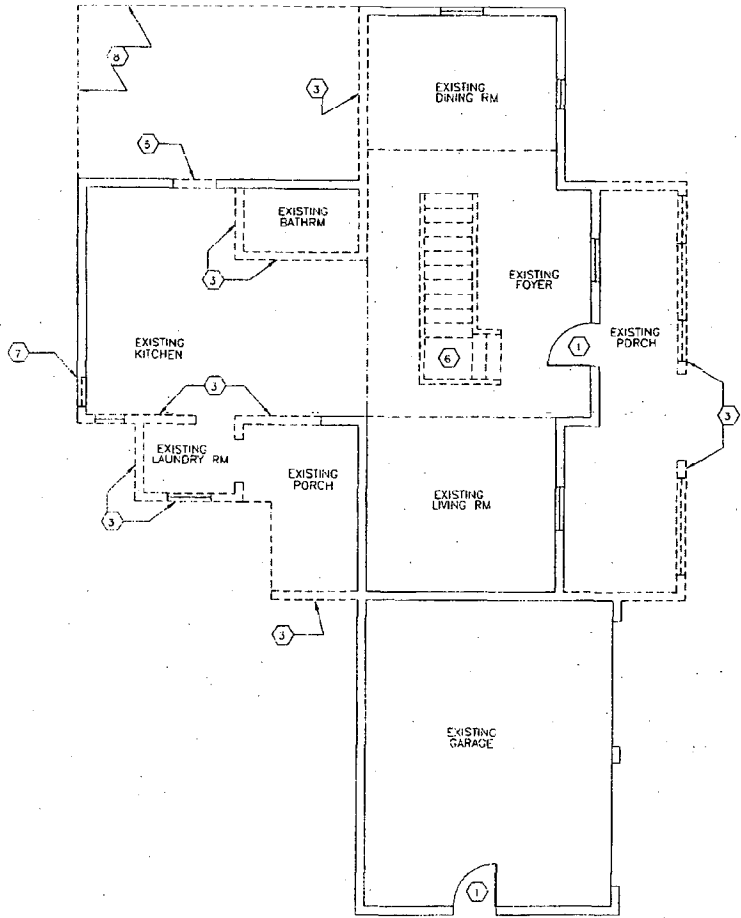 8
3
EXISTING
DINING RM
5
EXISTING
BATHRM
3
EXISTING
FOYER
EXISTING
KITCHEN
7
6
1
EXISTING
PORCH
3
3
EXISTING
LAUNDRY RM
EXISTING
PORCH
EXISTING
LIVING RM
3
3
EXISTING
GARAGE
1